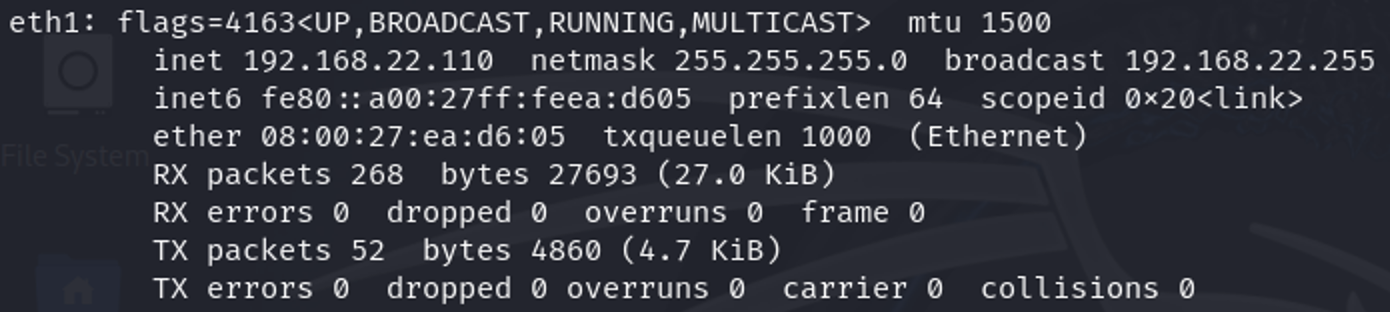 eth1: flags=4163<UP,BROADCAST,RUNNING,MULTICAST>  mtu 1500
        inet 192.168.22.110  netmask 255.255.255.0  broadcast 192.168.22.255
        inet6 fe80::a00:27ff:feea:d605  prefixlen 64  scopeid 0×20<link>
        ether 08:00:27:ea:d6:05  txqueuelen 1000  (Ethernet)
File System
        RX packets 268  bytes 27693 (27.0 KiB)
        RX errors 0  dropped 0  overruns 0  frame 0
        TX packets 52  bytes 4860 (4.7 KiB)
        TX errors 0  dropped 0 overruns 0  carrier 0  collisions 0